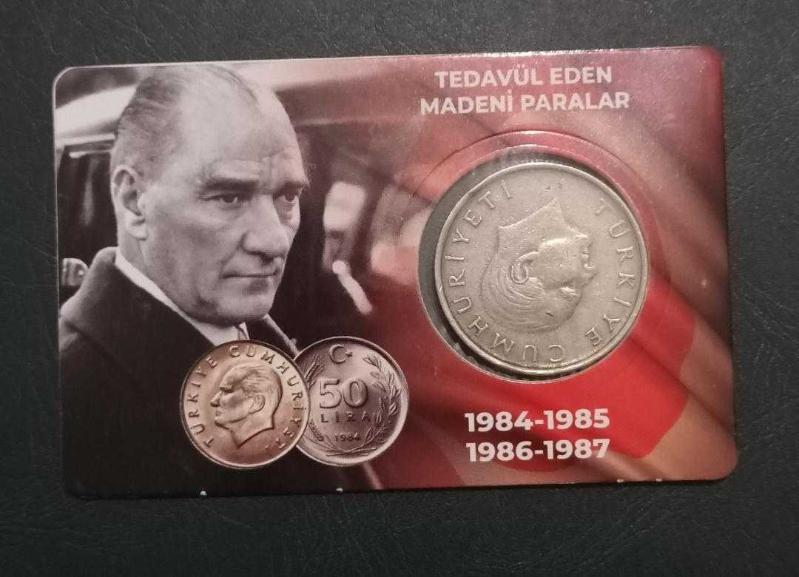 TEDAVÜL EDEN
MADENİ PARALAR
TÜRKİYE CUMHURİYETİ
TÜRKİYE CUMHURİYETİ
50
LİRA
1984
1984-1985
1986-1987